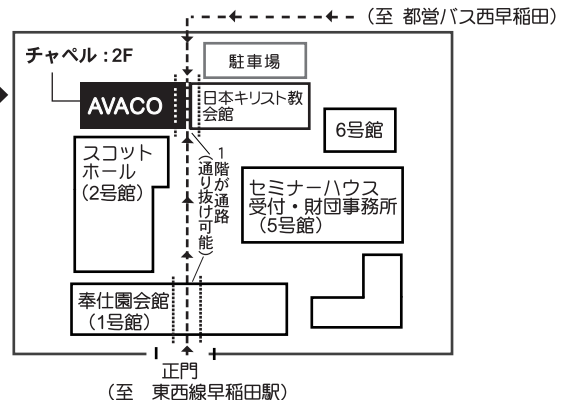 （至 都営バス西早稲田）
チャペル：2F
駐車場
AVACO
日本キリスト教
会館
6号館
スコット
ホール
（2号館）
1階が通路
（通り抜け可能）
セミナーハウス
受付・財団事務所
（5号館）
奉仕園会館
（1号館）
正門
（至 東西線早稲田駅）